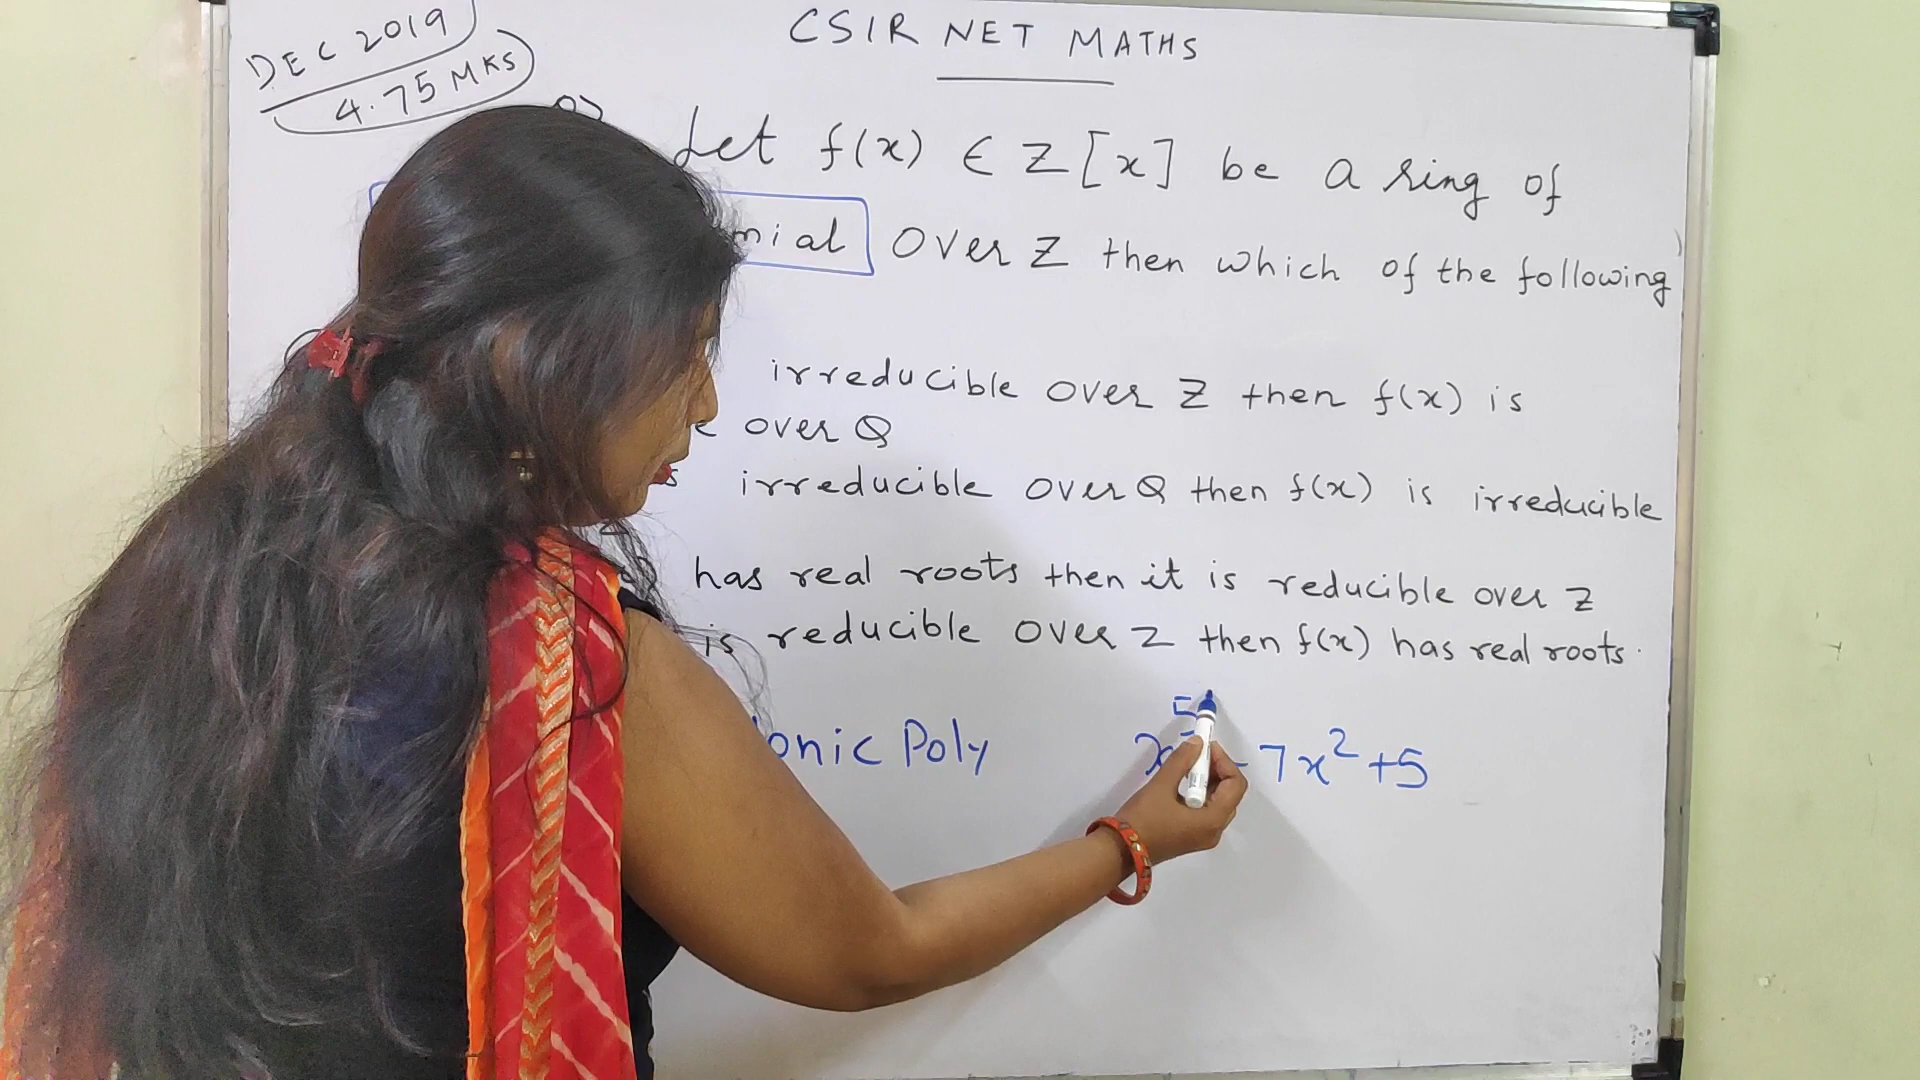 DEC 2019
4.75 MKS
CSIR NET MATHS
Let f(x) ∈ Z[x] be a ring of
mial over Z then which of the following
irreducible over Z then f(x) is
over Q
irreducible over Q then f(x) is irreducible
has real roots then it is reducible over Z
is reducible over Z then f(x) has real roots.
onic Poly
7x²+5